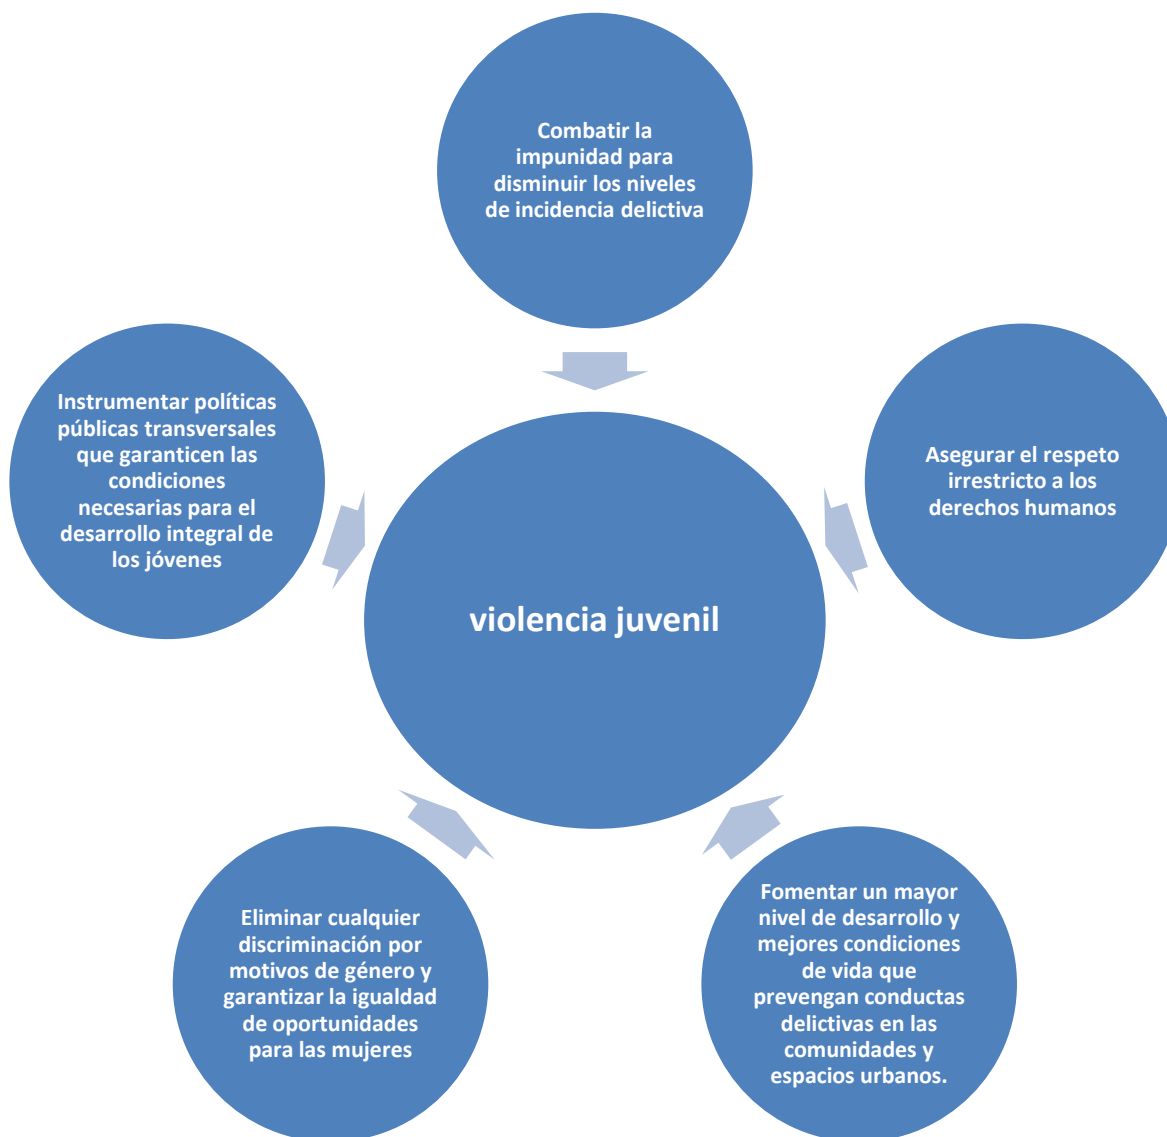 Combatir la
impunidad para
disminuir los niveles
de incidencia delictiva
Instrumentar políticas
públicas transversales
que garanticen las
condiciones
necesarias para el
desarrollo integral de
los jóvenes
Asegurar el respeto
irrestricto a los
derechos humanos
violencia juvenil
Eliminar cualquier
discriminación por
motivos de género y
garantizar la igualdad
de oportunidades
para las mujeres
Fomentar un mayor
nivel de desarrollo y
mejores condiciones
de vida que
prevengan conductas
delictivas en las
comunidades y
espacios urbanos.